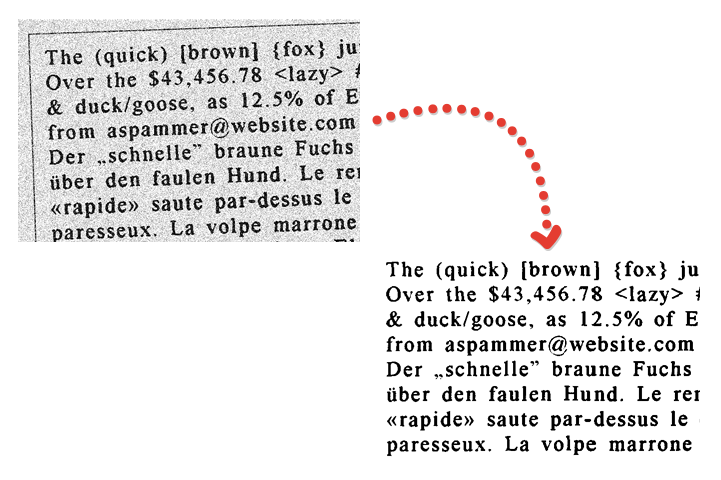 The (quick) [brown] {fox} ju
Over the $43,456.78 <lazy> #
& duck/goose, as 12.5% of E
from aspammer@website.com
Der „schnelle” braune Fuchs
über den faulen Hund. Le ren
«rapide» saute par-dessus le
paresseux. La volpe marrone
The (quick) [brown] {fox} ju
Over the $43,456.78 <lazy> #
& duck/goose, as 12.5% of E
from aspammer@website.com
Der „schnelle” braune Fuchs
über den faulen Hund. Le ren
«rapide» saute par-dessus le
paresseux. La volpe marrone